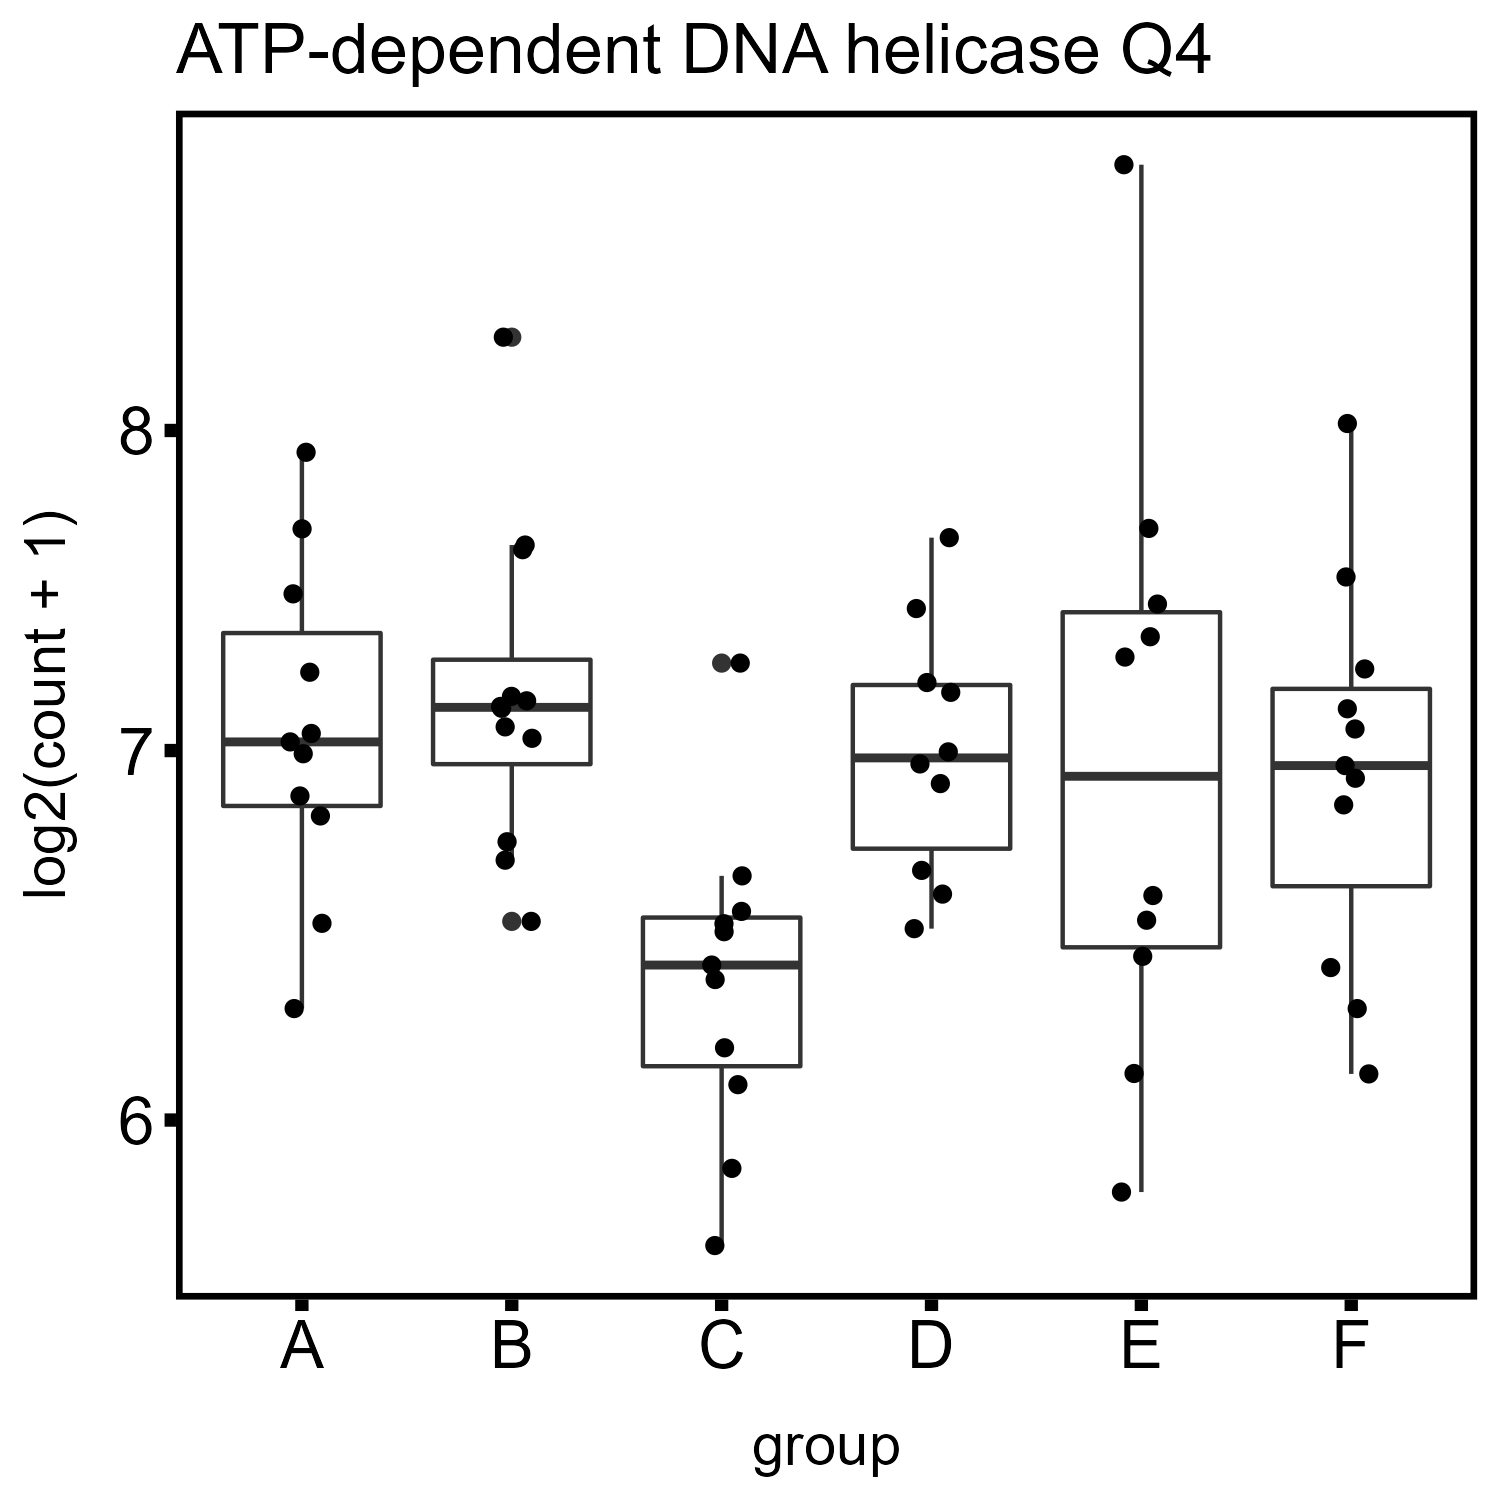 ATP-dependent DNA helicase Q4
log2(count + 1)
8
7
6
A B C D E F
group